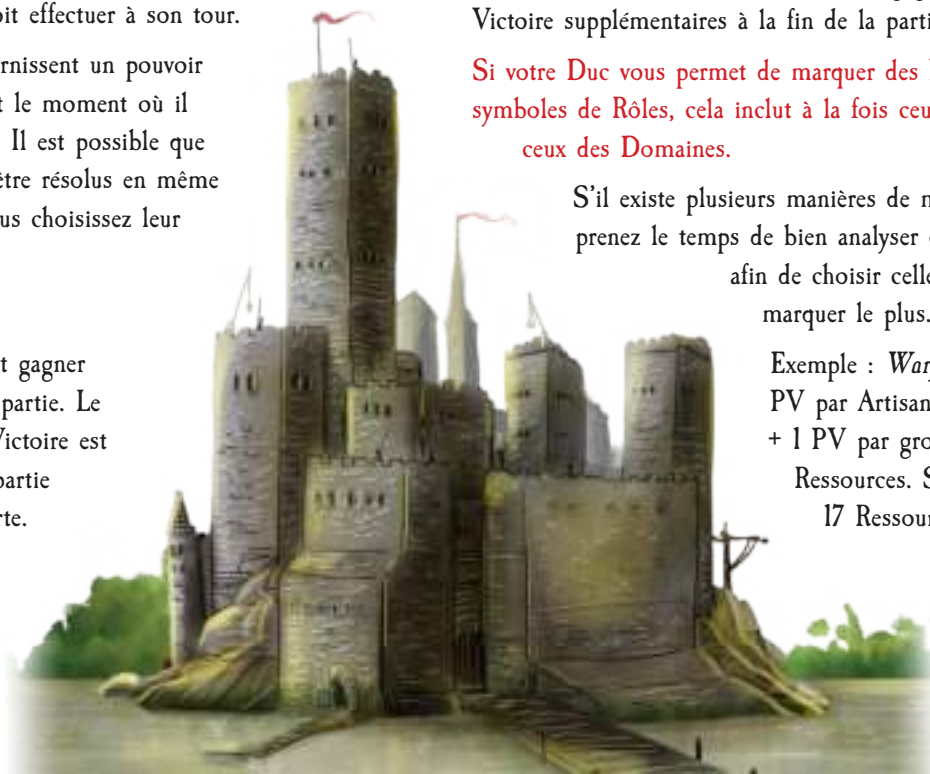 oit effectuer à son tour.
rnissent un pouvoir
t le moment où il
Il est possible que
être résolus en même
us choisissez leur
t gagner
partie. Le
Victoire est
partie
rte.
Victoire supplémentaires à la fin de la parti
Si votre Duc vous permet de marquer des
symboles de Rôles, cela inclut à la fois ceu
ceux des Domaines.
S'il existe plusieurs manières de
prenez le temps de bien analyser
afin de choisir celle
marquer le plus.
Exemple : War
PV par Artisan
+ 1 PV par gro
Ressources. S
17 Ressour